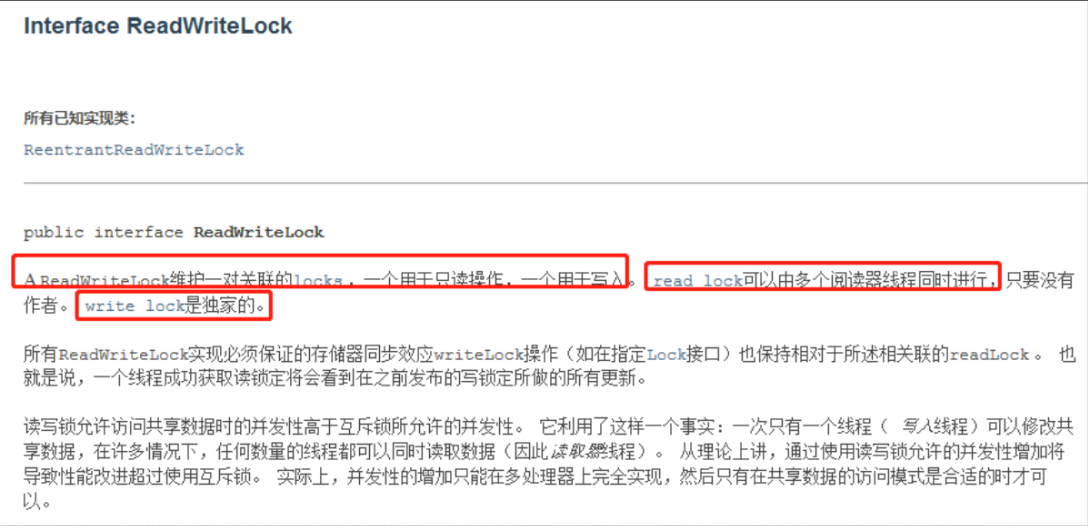 Interface ReadWriteLock
所有已知实现类:
ReentrantReadWriteLock
public interface ReadWriteLock
A ReadWriteLock维护一对关联的locks ，一个用于只读操作，一个用于写入。 read lock可以由多个阅读器线程同时进行，只要没有
作者。 write lock是独家的。
所有ReadWriteLock实现必须保证的存储器同步效应writeLock操作（如在指定Lock接口）也保持相对于所述相关联的readLock 。 也
就是说，一个线程成功获取读锁定将会看到在之前发布的写锁定所做的所有更新。
读写锁允许访问共享数据时的并发性高于互斥锁所允许的并发性。 它利用了这样一个事实：一次只有一个线程（ 写入线程）可以修改共
享数据，在许多情况下，任何数量的线程都可以同时读取数据（因此读取器线程）。 从理论上讲，通过使用读写锁允许的并发性增加将
导致性能改进超过使用互斥锁。 实际上，并发性的增加只能在多处理器上完全实现，然后只有在共享数据的访问模式是合适的时才可
以。